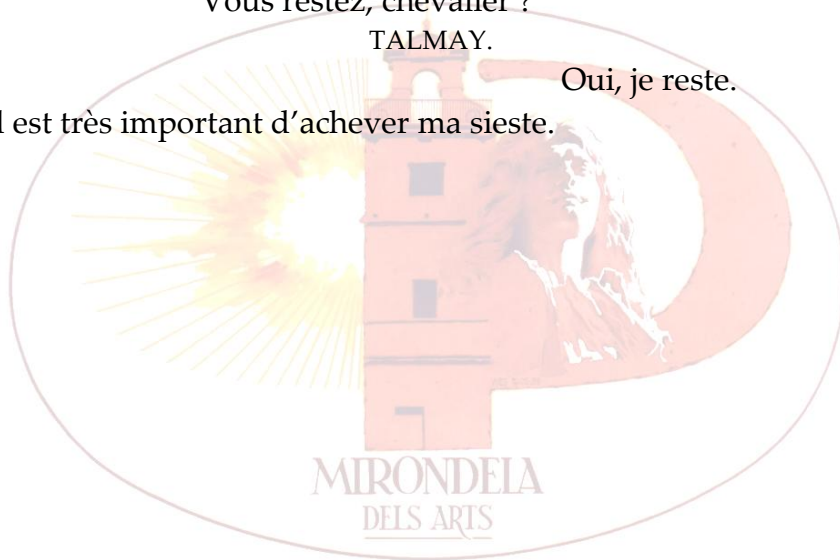 Vous restez, chevalier ?
TALMAY.
Oui, je reste.
est très important d’achever ma sieste.
MIRONDELA
DELS ARTS